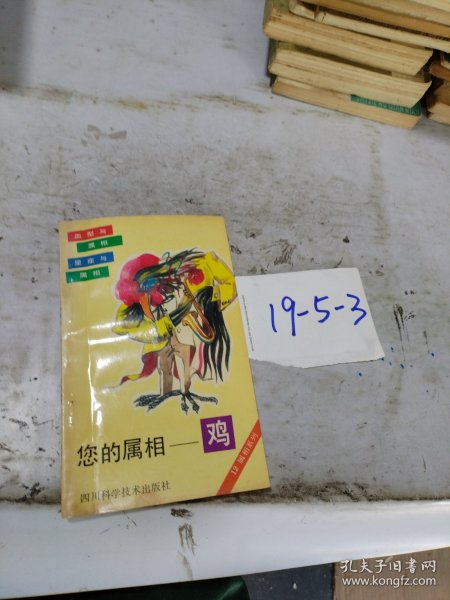 血型与
属相
星座与
属相
19-5-3
您的属相——鸡
12属相系列
四川科学技术出版社
孔夫子旧书网
www.kongfz.com